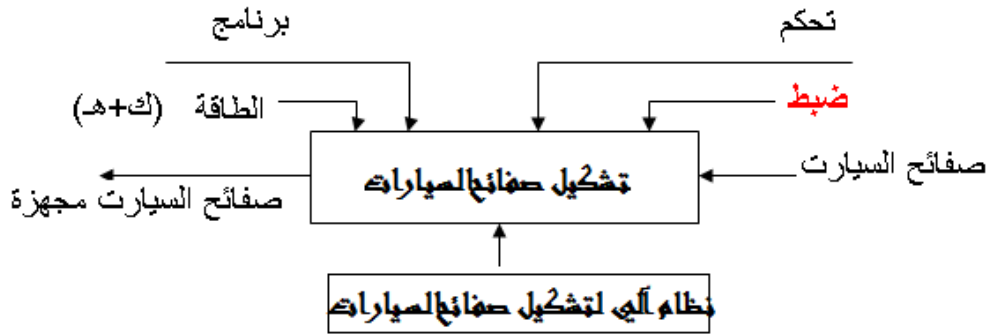 تحكم
برنامج
ضبط
الطاقة (ك+هـ)
صفائح السيارت
تشكيل صفائح السيارات
صفائح السيارت مجهزة
نظام آلي لتشكيل صفائح السيارات